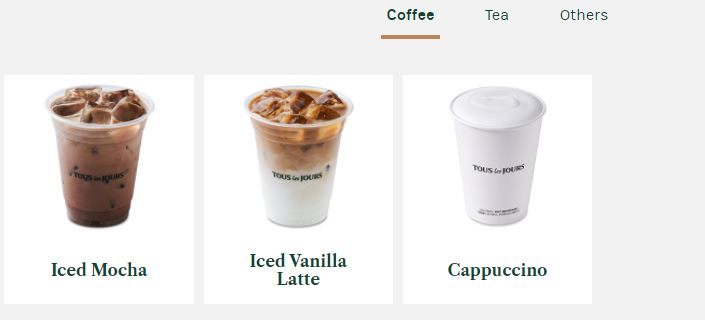 Coffee Tea Others
TOUS les JOURS
TOUS les JOURS
TOUS les JOURS
Iced Mocha
Iced Vanilla
Latte
Cappuccino